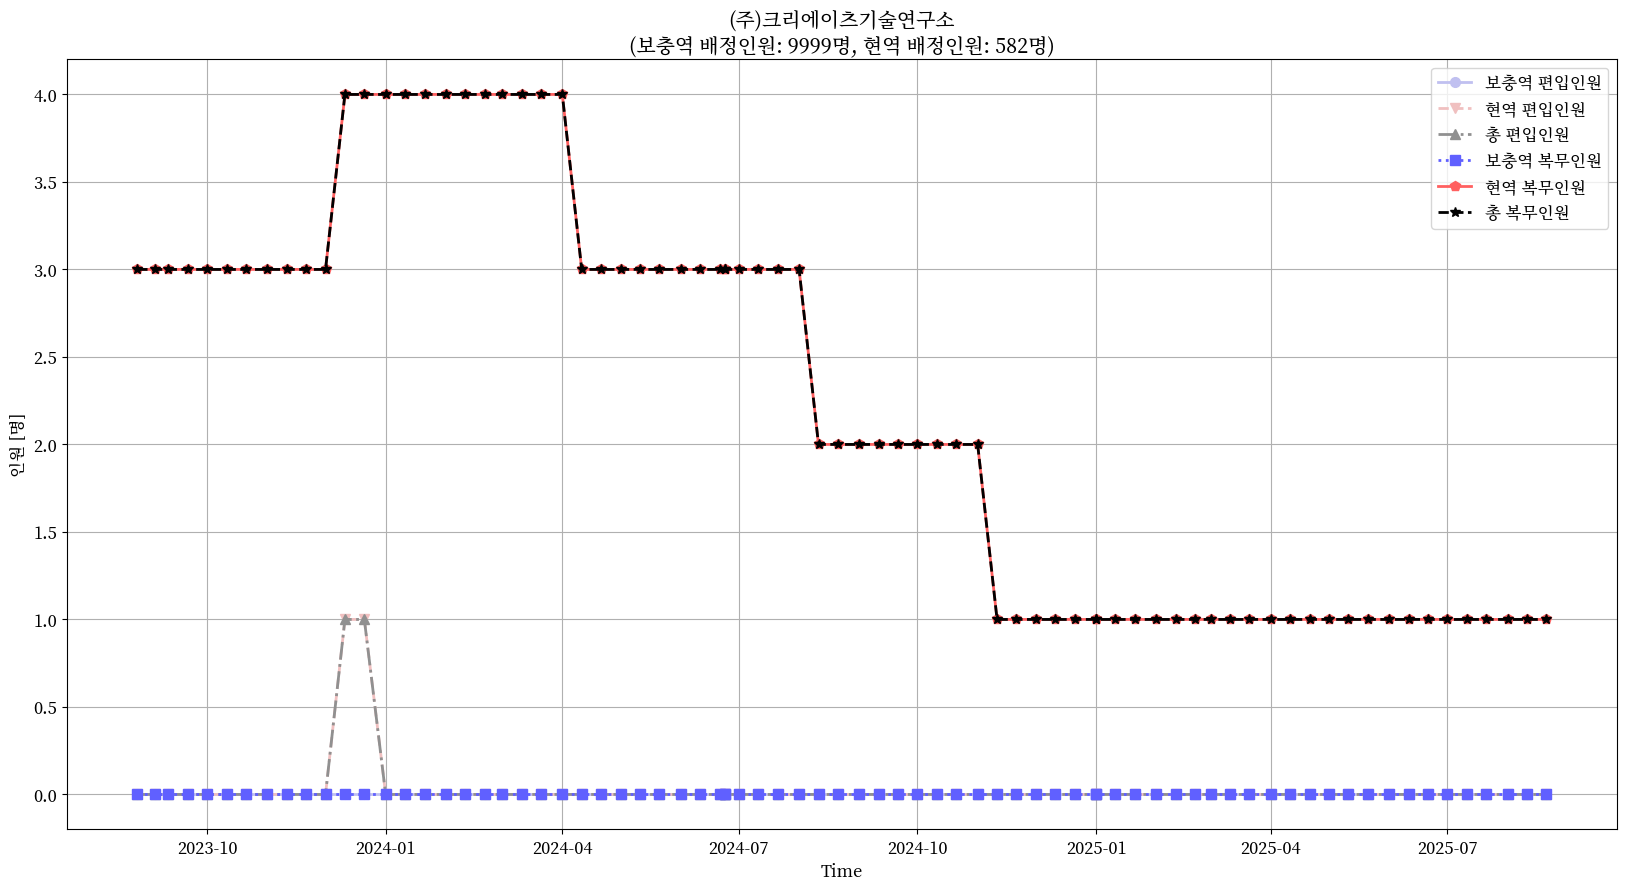 (주)크리에이츠기술연구소
(보충역 배정인원: 9999명, 현역 배정인원: 582명)
4.0
3.5
3.0
2.5
2.0
1.5
1.0
0.5
0.0
인원 [명]
보충역 편입인원
현역 편입인원
총 편입인원
보충역 복무인원
현역 복무인원
총 복무인원
2023-10 2024-01 2024-04 2024-07 2024-10 2025-01 2025-04 2025-07
Time